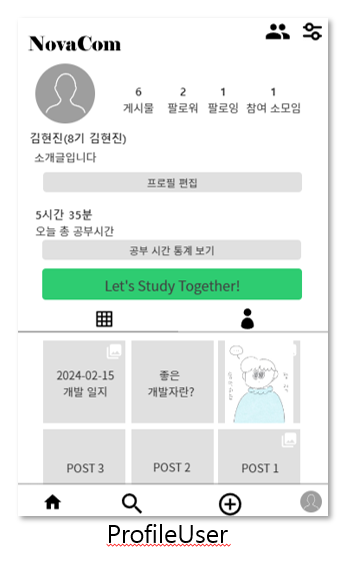 NovaCom
6 2 1 1
게시물 팔로워 팔로잉 참여 소모임
김현진(8기 김현진)
소개글입니다
프로필 편집
5시간 35분
오늘 총 공부시간
공부 시간 통계 보기
Let's Study Together!
2024-02-15
개발 일지
좋은
개발자란?
POST 3
POST 2
POST 1
ProfileUser